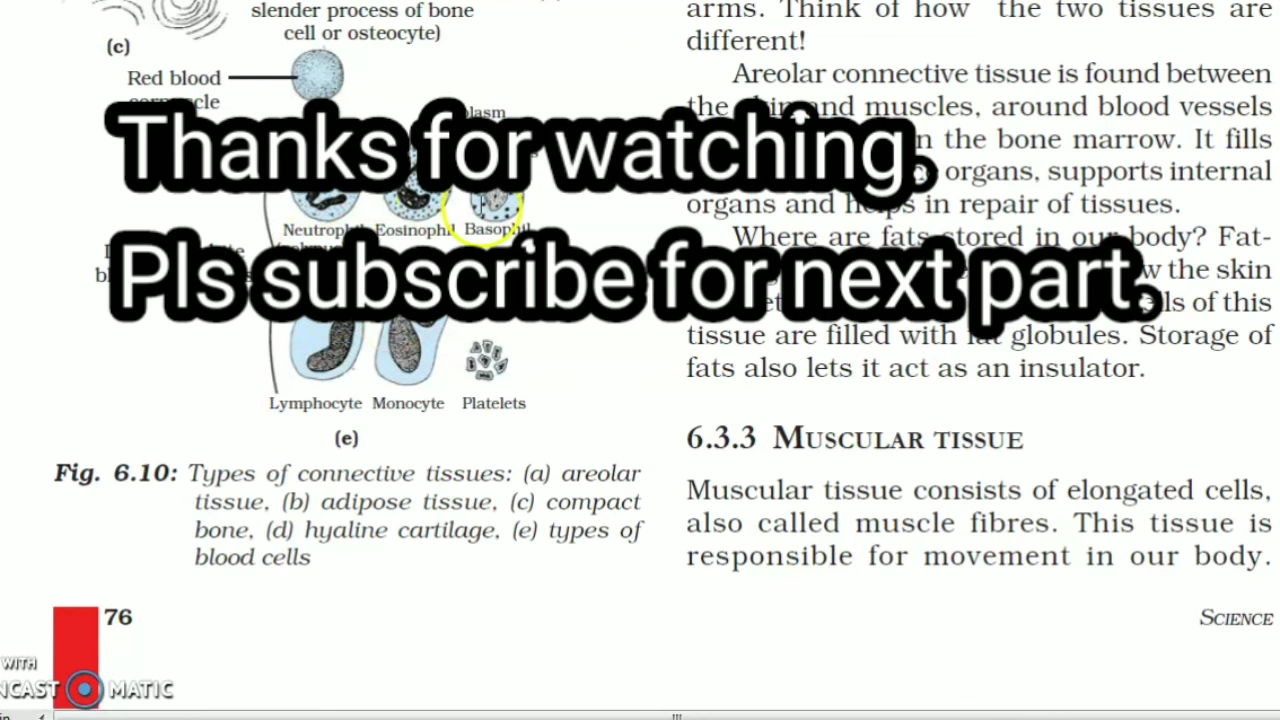 slender process of bone
cell or osteocyte)
(c)
Red blood
plasm
Thanks for watching.
Neutrophil Eosinophil Basophil
Pls subscribe for next part.
Lymphocyte Monocyte Platelets
(e)
Fig. 6.10: Types of connective tissues: (a) areolar
tissue, (b) adipose tissue, (c) compact
bone, (d) hyaline cartilage, (e) types of
blood cells
76
WITH
NCAST MATIC
arms. Think of how the two tissues are
different!
Areolar connective tissue is found between
the skin and muscles, around blood vessels
n the bone marrow. It fills
organs, supports internal
organs and helps in repair of tissues.
Where are fats stored in our body? Fat-
w the skin
lls of this
tissue are filled with fat globules. Storage of
fats also lets it act as an insulator.
6.3.3 MUSCULAR TISSUE
Muscular tissue consists of elongated cells,
also called muscle fibres. This tissue is
responsible for movement in our body.
SCIENCE